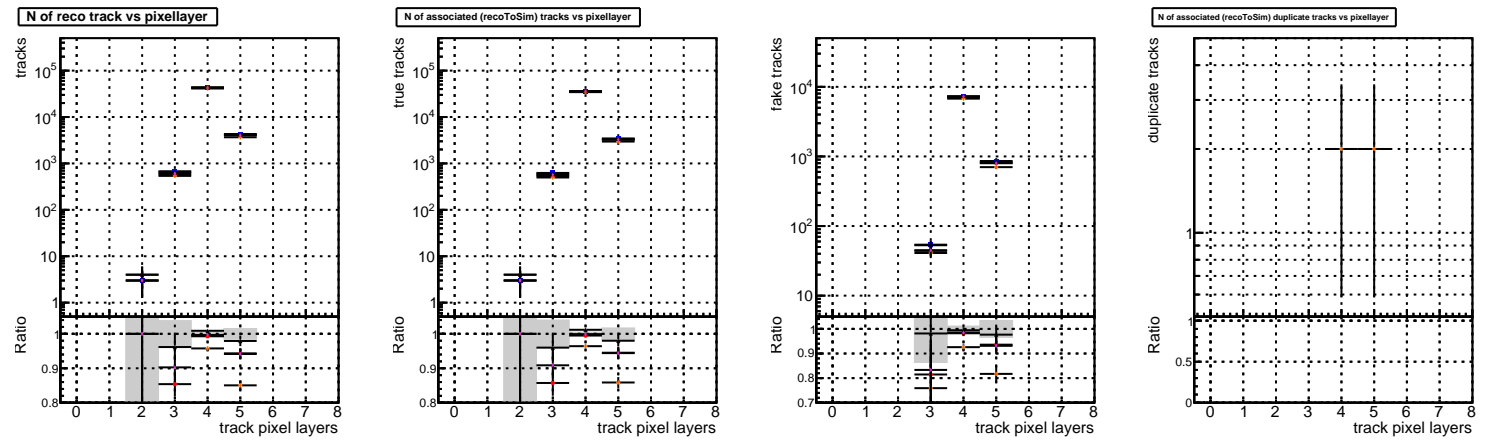 N of reco track vs pixellayer
tracks
10^5
10^4
10^3
10^2
10
1
Ratio
1
0.9
0.8
0 1 2 3 4 5 6 7 8
track pixel layers
N of associated (recoToSim) tracks vs pixellayer
true tracks
10^5
10^4
10^3
10^2
10
1
Ratio
1
0.9
0.8
0 1 2 3 4 5 6 7 8
track pixel layers
fake tracks
10^4
10^3
10^2
10
Ratio
1
0.9
0.8
0.7
0 1 2 3 4 5 6 7 8
track pixel layers
N of associated (recoToSim) duplicate tracks vs pixellayer
duplicate tracks
1
Ratio
1
0.5
0
0 1 2 3 4 5 6 7 8
track pixel layers